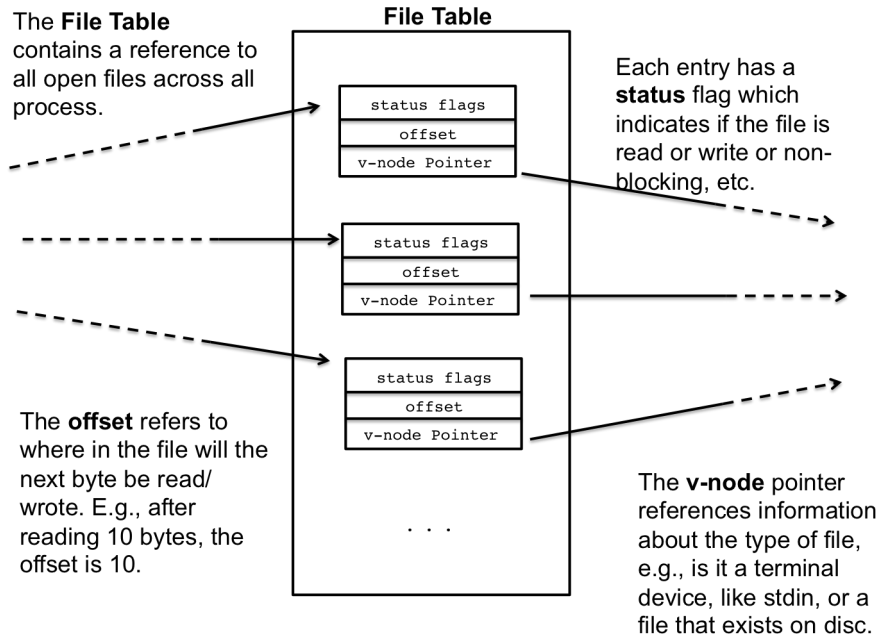 File Table
The File Table
contains a reference to
all open files across all
process.
Each entry has a
status flag which
indicates if the file is
read or write or non-
blocking, etc.
status flags
offset
v-node Pointer
status flags
offset
v-node Pointer
status flags
offset
v-node Pointer
. . .
The offset refers to
where in the file will the
next byte be read/
wrote. E.g., after
reading 10 bytes, the
offset is 10.
The v-node pointer
references information
about the type of file,
e.g., is it a terminal
device, like stdin, or a
file that exists on disc.